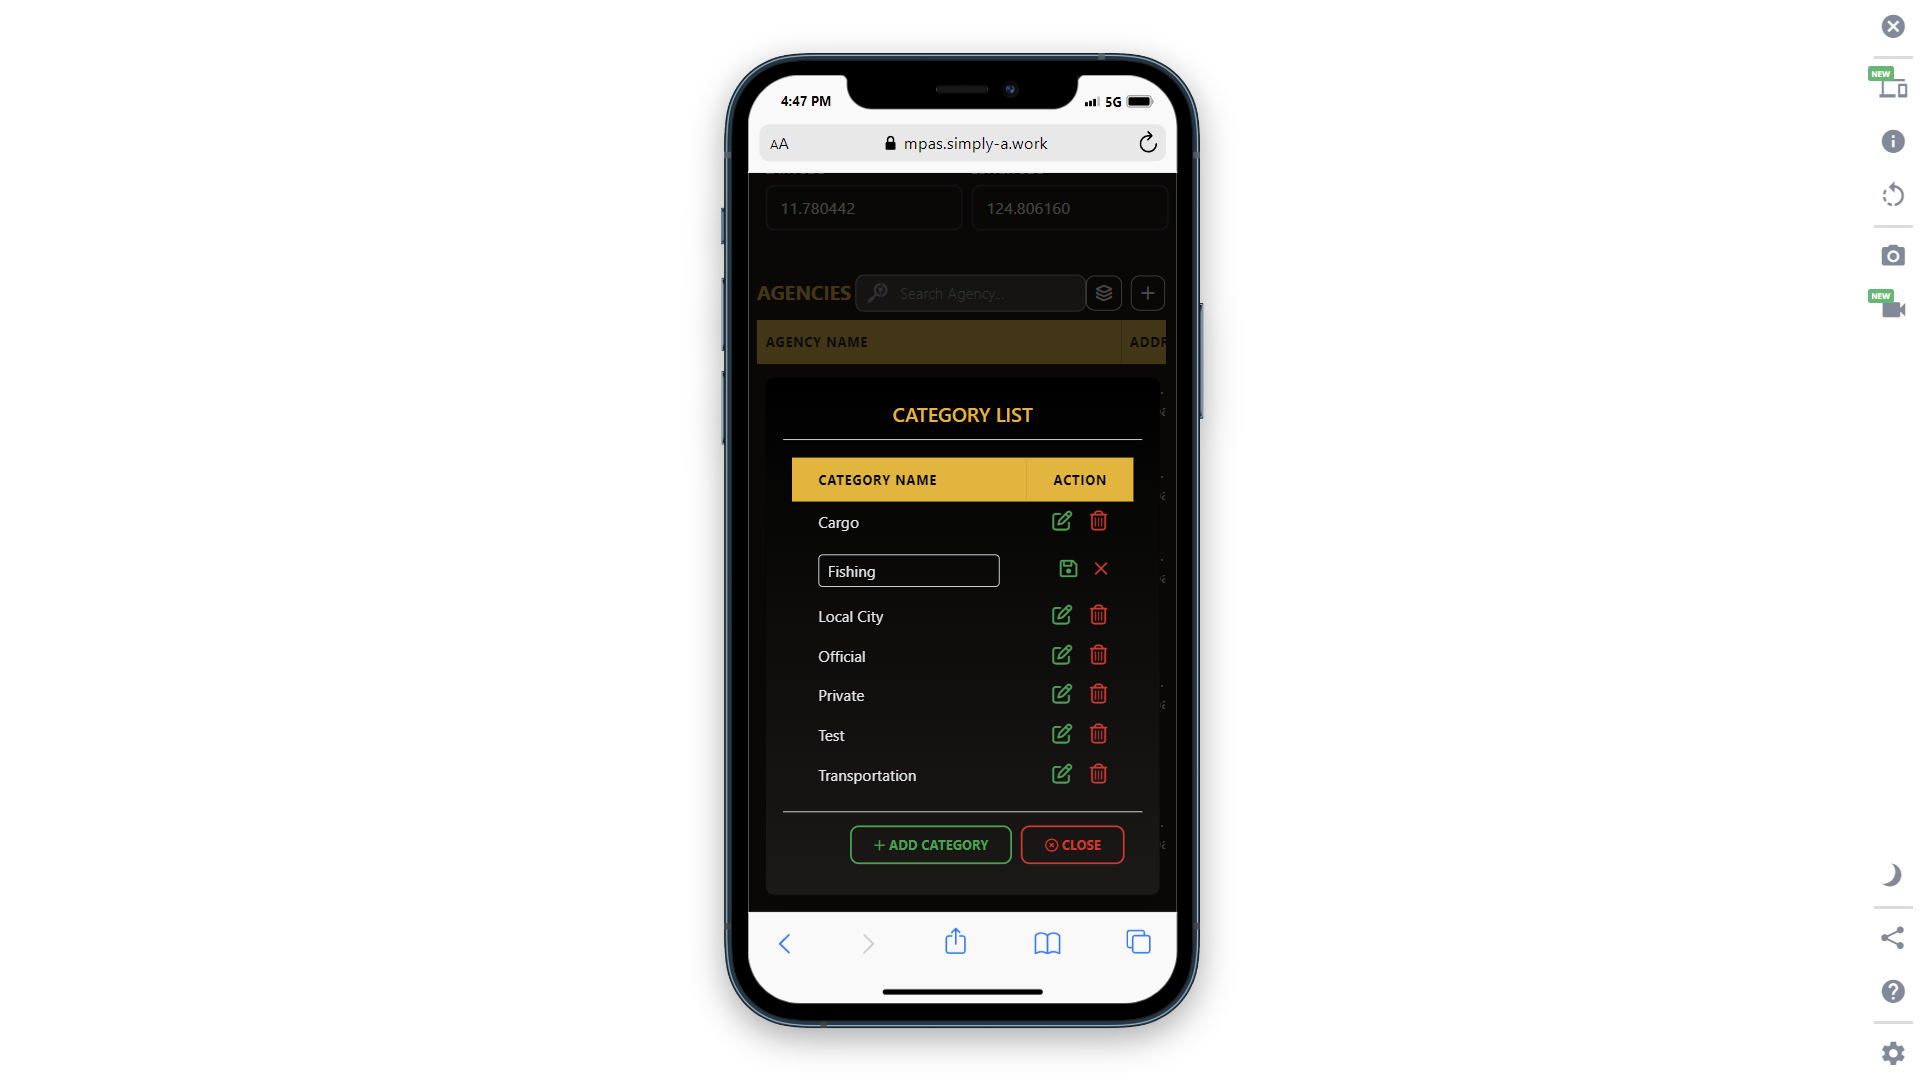 NEW
NEW
4:47 PM
5G
AA
mpas.simply-a.work
11.780442
124.806160
AGENCIES
Search Agency...
AGENCY NAME
CATEGORY LIST
CATEGORY NAME
ACTION
Cargo
Fishing
Local City
Official
Private
Test
Transportation
+ ADD CATEGORY
CLOSE